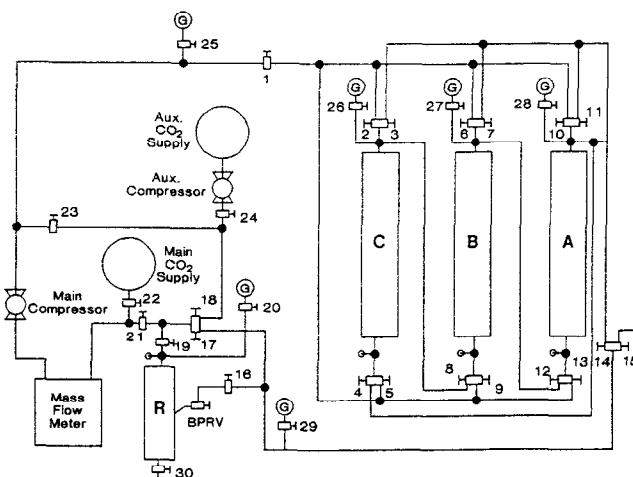 G
25
1
G
26
G
27
G
28
11
2
3
6
7
10
Aux.
CO2
Supply
Aux.
Compressor
24
23
Main
CO2
Supply
22
G
20
18
Main
Compressor
21
17
19
16
Mass
Flow
Meter
R
BPRV
30
G
29
C
B
A
4
5
8
9
12
13
14
15